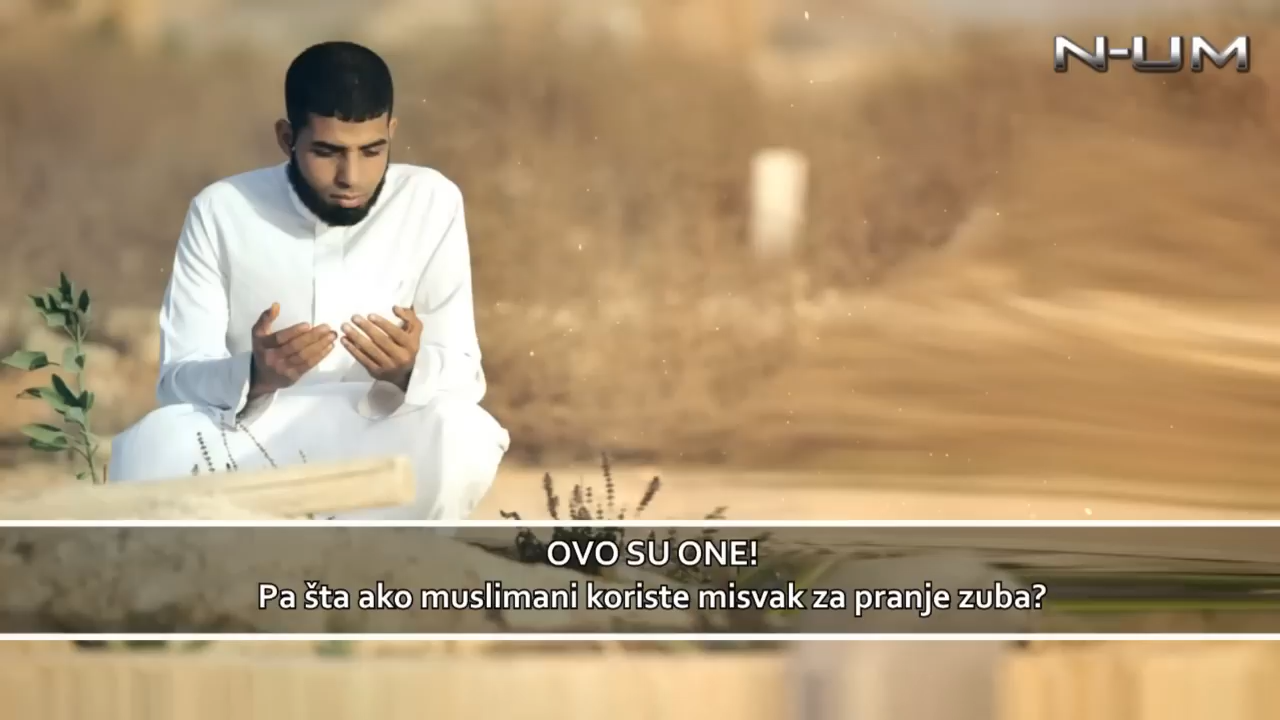 N-UM
OVO SU ONE!
Pa šta ako muslimani koriste misvak za pranje zuba?